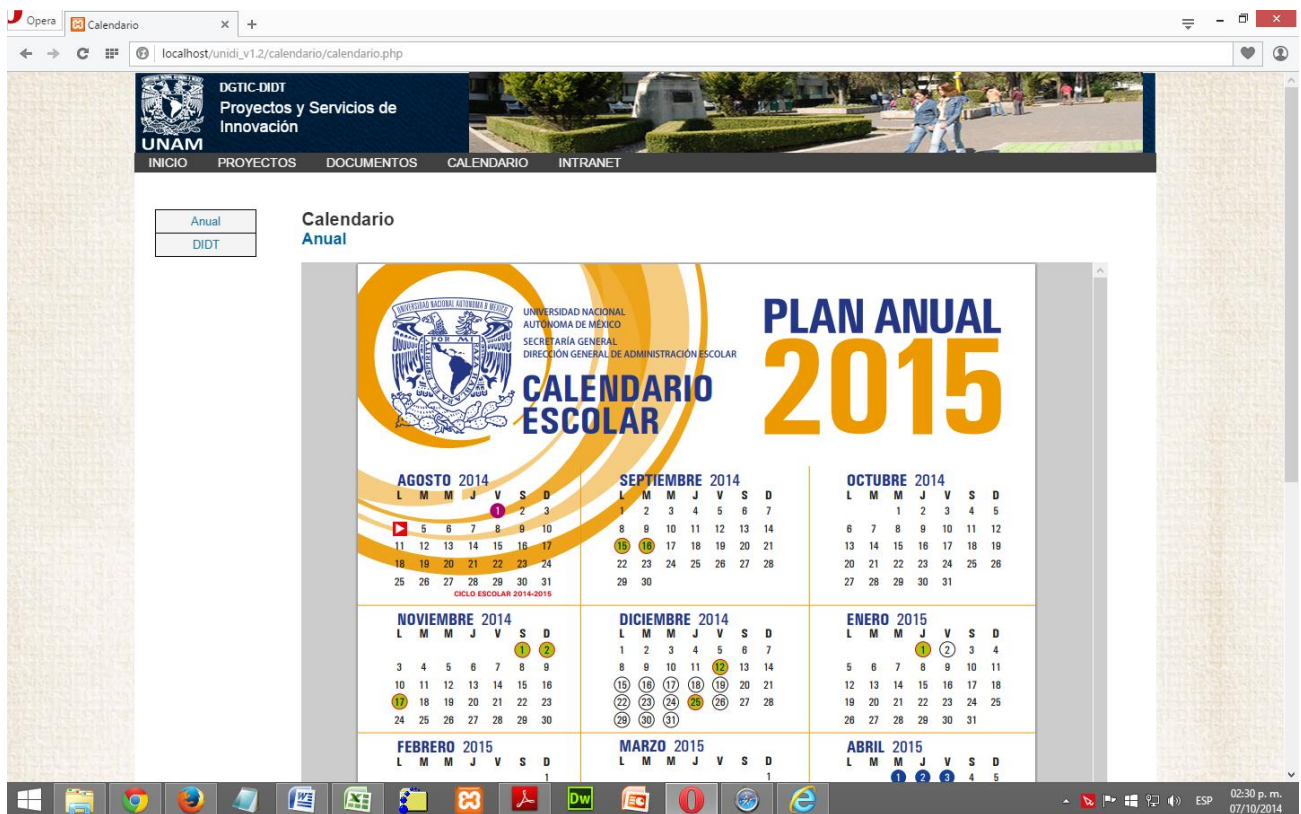 Opera
Calendario
localhost/unidi_v1.2/calendario/calendario.php
UNAM
DGTIC-DIDT
Proyectos y Servicios de
Innovación
INICIO PROYECTOS DOCUMENTOS CALENDARIO INTRANET
Anual
DIDT
Calendario
Anual
UNIVERSIDAD NACIONAL
AUTÓNOMA DE MÉXICO
SECRETARÍA GENERAL
DIRECCIÓN GENERAL DE ADMINISTRACIÓN ESCOLAR
CALENDARIO
ESCOLAR
PLAN ANUAL
2015
AGOSTO 2014
L M M J V S D
1 2 3
5 6 7 8 9 10
11 12 13 14 15 16 17
18 19 20 21 22 23 24
25 26 27 28 29 30 31
CICLO ESCOLAR 2014-2015
SEPTIEMBRE 2014
L M M J V S D
1 2 3 4 5 6 7
8 9 10 11 12 13 14
15 16 17 18 19 20 21
22 23 24 25 26 27 28
29 30
OCTUBRE 2014
L M M J V S D
1 2 3 4 5
6 7 8 9 10 11 12
13 14 15 16 17 18 19
20 21 22 23 24 25 26
27 28 29 30 31
NOVIEMBRE 2014
L M M J V S D
1 2
3 4 5 6 7 8 9
10 11 12 13 14 15 16
17 18 19 20 21 22 23
24 25 26 27 28 29 30
DICIEMBRE 2014
L M M J V S D
1 2 3 4 5 6 7
8 9 10 11 12 13 14
15 16 17 18 19 20 21
22 23 24 25 26 27 28
29 30 31
ENERO 2015
L M M J V S D
1 2 3 4
5 6 7 8 9 10 11
12 13 14 15 16 17 18
19 20 21 22 23 24 25
26 27 28 29 30 31
FEBRERO 2015
L M M J V S D
1
MARZO 2015
L M M J V S D
1
ABRIL 2015
L M M J V S D
1 2 3 4 5
Dw
ESP
02:30 p. m.
07/10/2014